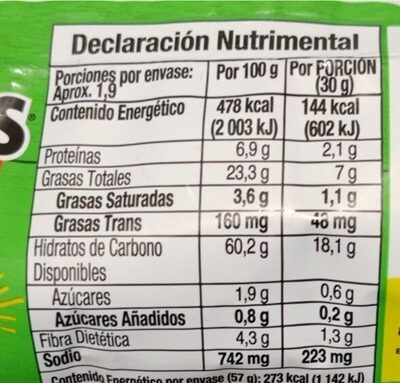 Declaración Nutrimental
Porciones por envase: Por 100 g Por PORCIÓN
Aprox. 1,9 (30 g)
Contenido Energético 478 kcal 144 kcal
(2 003 kJ) (602 kJ)
Proteínas 6,9 g 2,1 g
Grasas Totales 23,3 g 7 g
Grasas Saturadas 3,6 g 1,1 g
Grasas Trans 160 mg 48 mg
Hidratos de Carbono 60,2 g 18,1 g
Disponibles
Azúcares 1,9 g 0,6 g
Azúcares Añadidos 0,8 g 0,2 g
Fibra Dietética 4,3 g 1,3 g
Sodio 742 mg 223 mg
Contenido Energético por envase (57 g): 273 kcal (1 142 kJ)